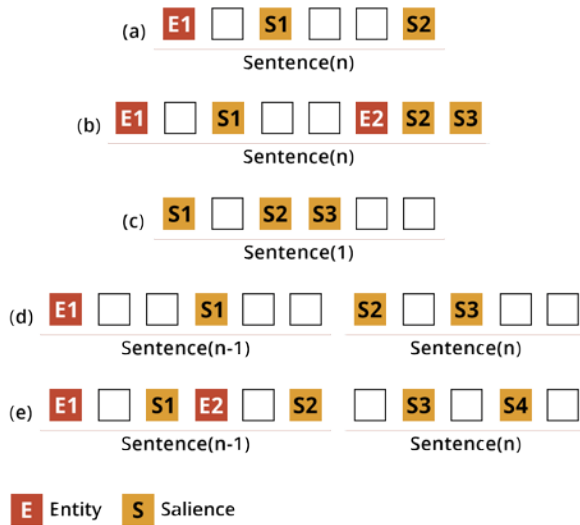 (a) E1 S1 S2
Sentence(n)
(b) E1 S1 E2 S2 S3
Sentence(n)
(c) S1 S2 S3
Sentence(1)
(d) E1 S1 S2 S3
Sentence(n-1) Sentence(n)
(e) E1 S1 E2 S2 S3 S4
Sentence(n-1) Sentence(n)
E Entity S Salience